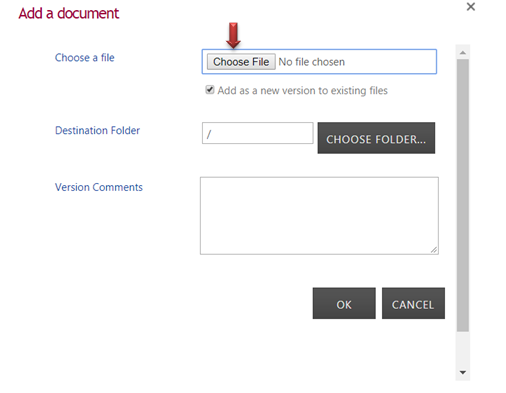 Add a document
Choose a file
Choose File No file chosen
Add as a new version to existing files
Destination Folder
/
CHOOSE FOLDER...
Version Comments
OK
CANCEL